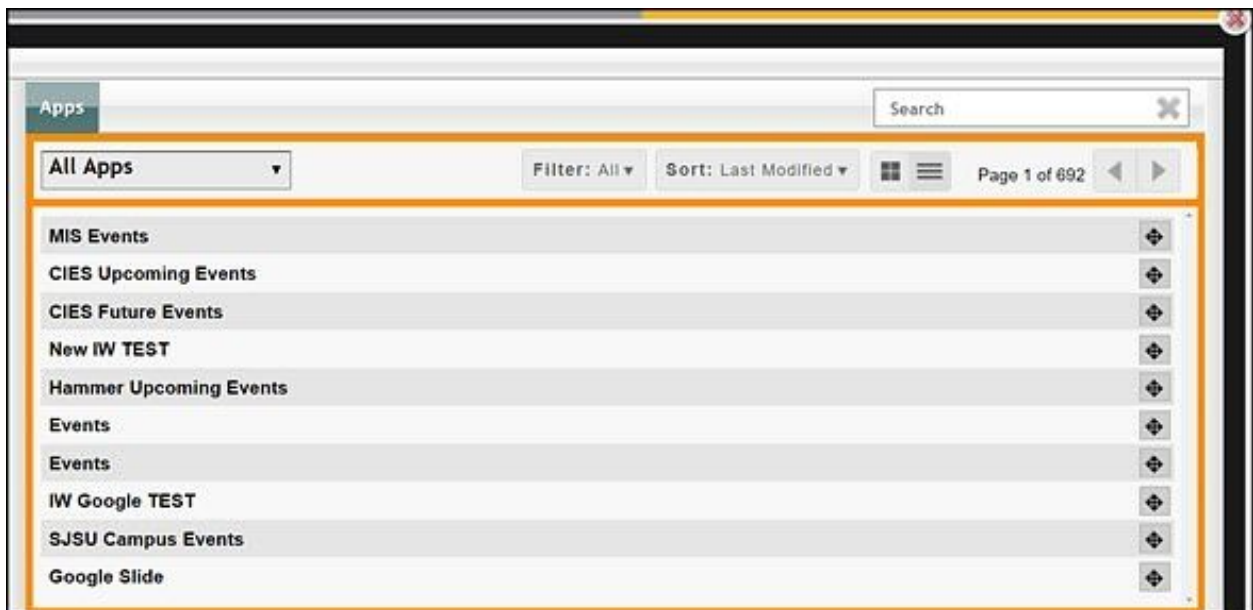 Apps Search
All Apps Filter: All Sort: Last Modified Page 1 of 692
MIS Events
CIES Upcoming Events
CIES Future Events
New IW TEST
Hammer Upcoming Events
Events
Events
IW Google TEST
SJSU Campus Events
Google Slide